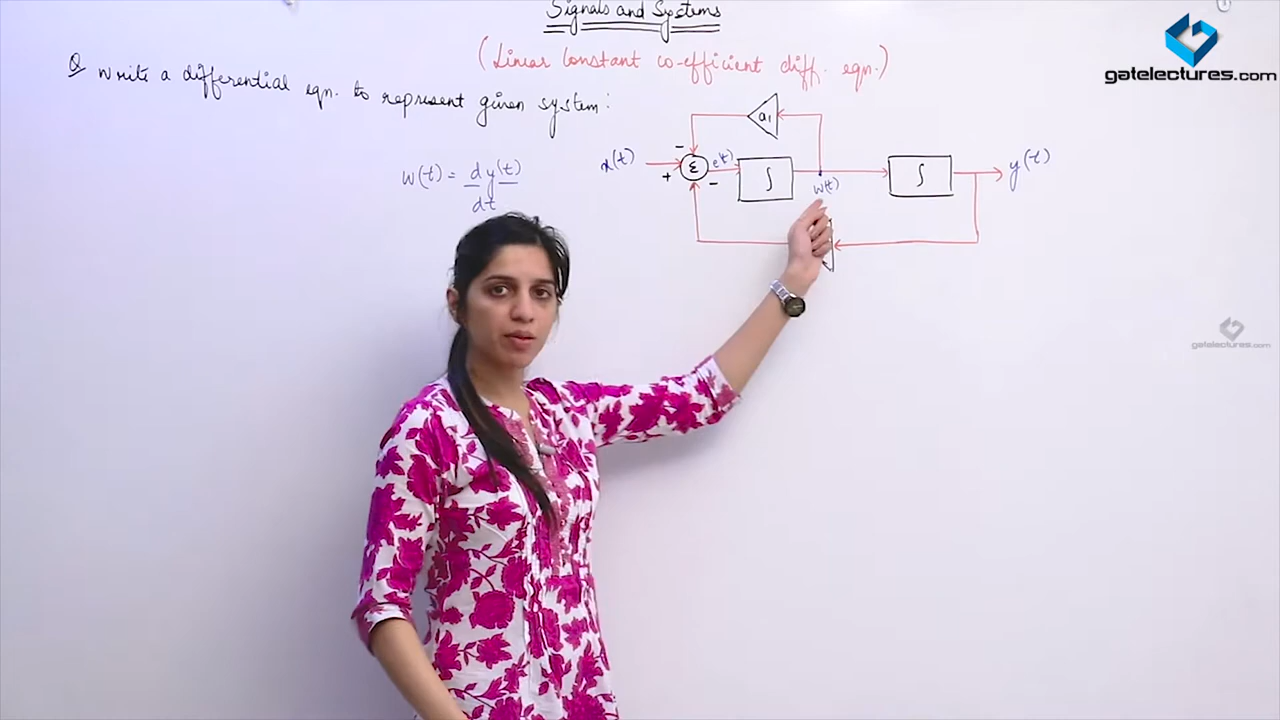 Signals and Systems
(Linear Constant co-efficient diff. eqn.)
gatelectures.com
Q Write a differential eqn. to represent given system:
a₁
x(t)
-
+
Σ
e(t)
-
∫
w(t)
∫
y(t)
w(t) = d y(t)
dt
gatelectures.com